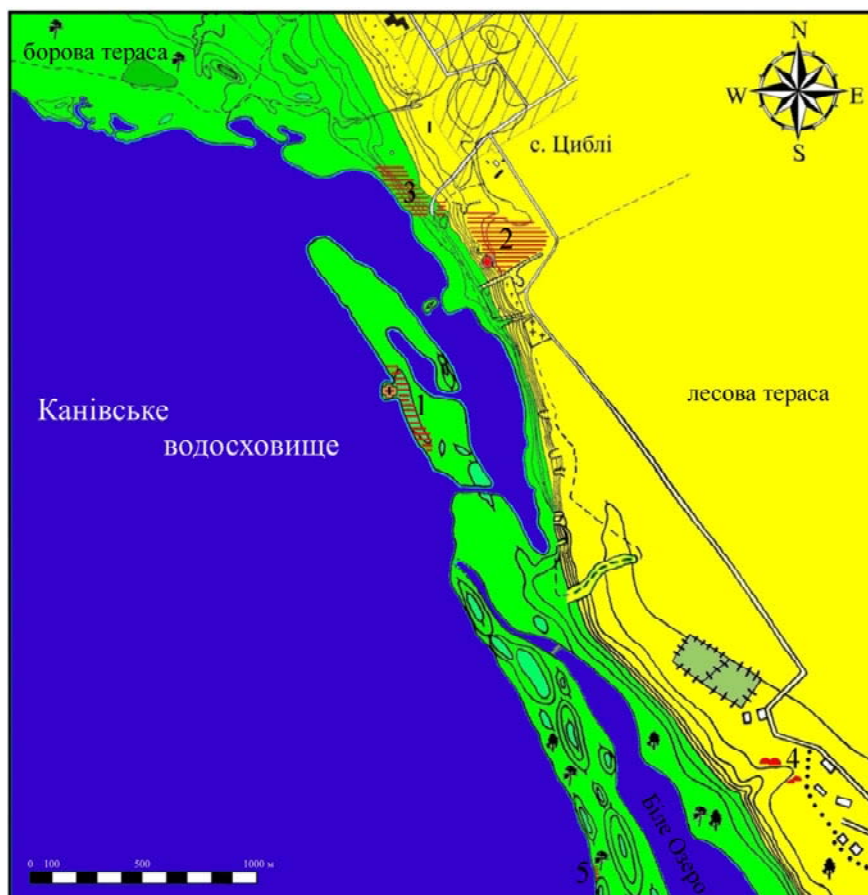 борова тераса
N
W E
S
с. Циблі
3
2
лесова тераса
1
Канівське
водосховище
4
Біле Озеро
5
0 100 500 1000 м